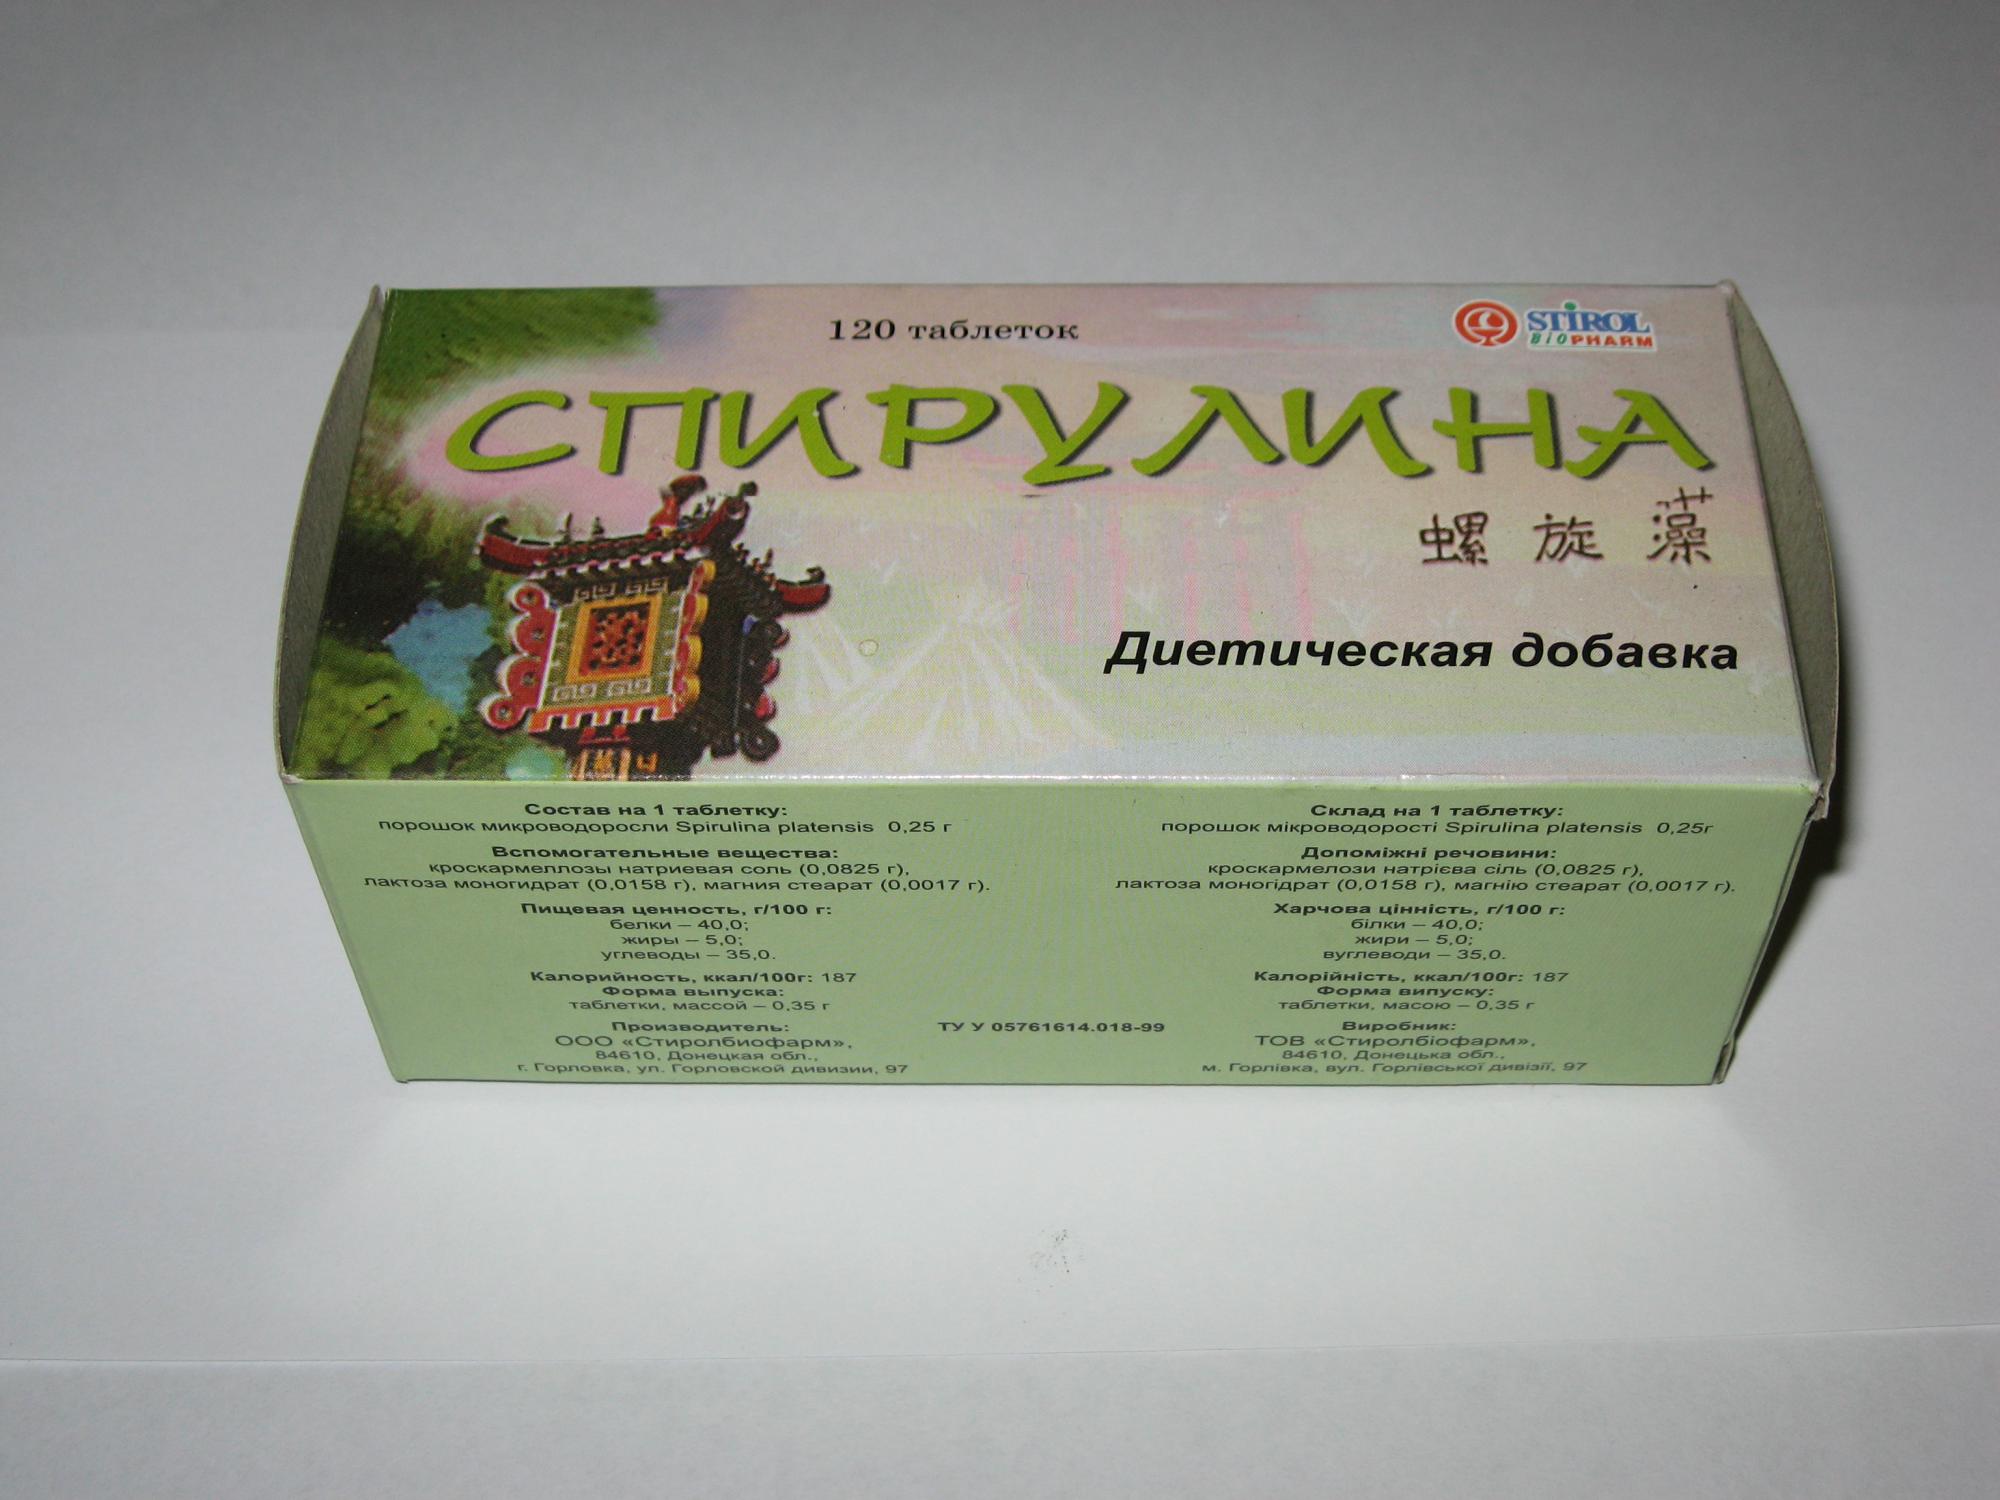 120 таблеток
STIROL
BIOPHARM
СПИРУЛИНА
螺旋藻
Диетическая добавка
Состав на 1 таблетку:
порошок микроводоросли Spirulina platensis 0,25 г
Вспомогательные вещества:
кроскармеллозы натриевая соль (0,0825 г),
лактоза моногидрат (0,0158 г), магния стеарат (0,0017 г).
Пищевая ценность, г/100 г:
белки – 40,0;
жиры – 5,0;
углеводы – 35,0.
Калорийность, ккал/100г: 187
Форма выпуска:
таблетки, массой – 0,35 г
Производитель:
ООО «Стиролбиофарм»,
84610, Донецкая обл.,
г. Горловка, ул. Горловской дивизии, 97
ТУ У 05761614.018-99
Склад на 1 таблетку:
порошок мікроводорості Spirulina platensis 0,25г
Допоміжні речовини:
кроскармелози натрієва сіль (0,0825 г),
лактоза моногідрат (0,0158 г), магнію стеарат (0,0017 г).
Харчова цінність, г/100 г:
білки – 40,0;
жири – 5,0;
вуглеводи – 35,0.
Калорійність, ккал/100г: 187
Форма випуску:
таблетки, масою – 0,35 г
Виробник:
ТОВ «Стиролбіофарм»,
84610, Донецька обл.,
м. Горлівка, вул. Горлівської дивізії, 97